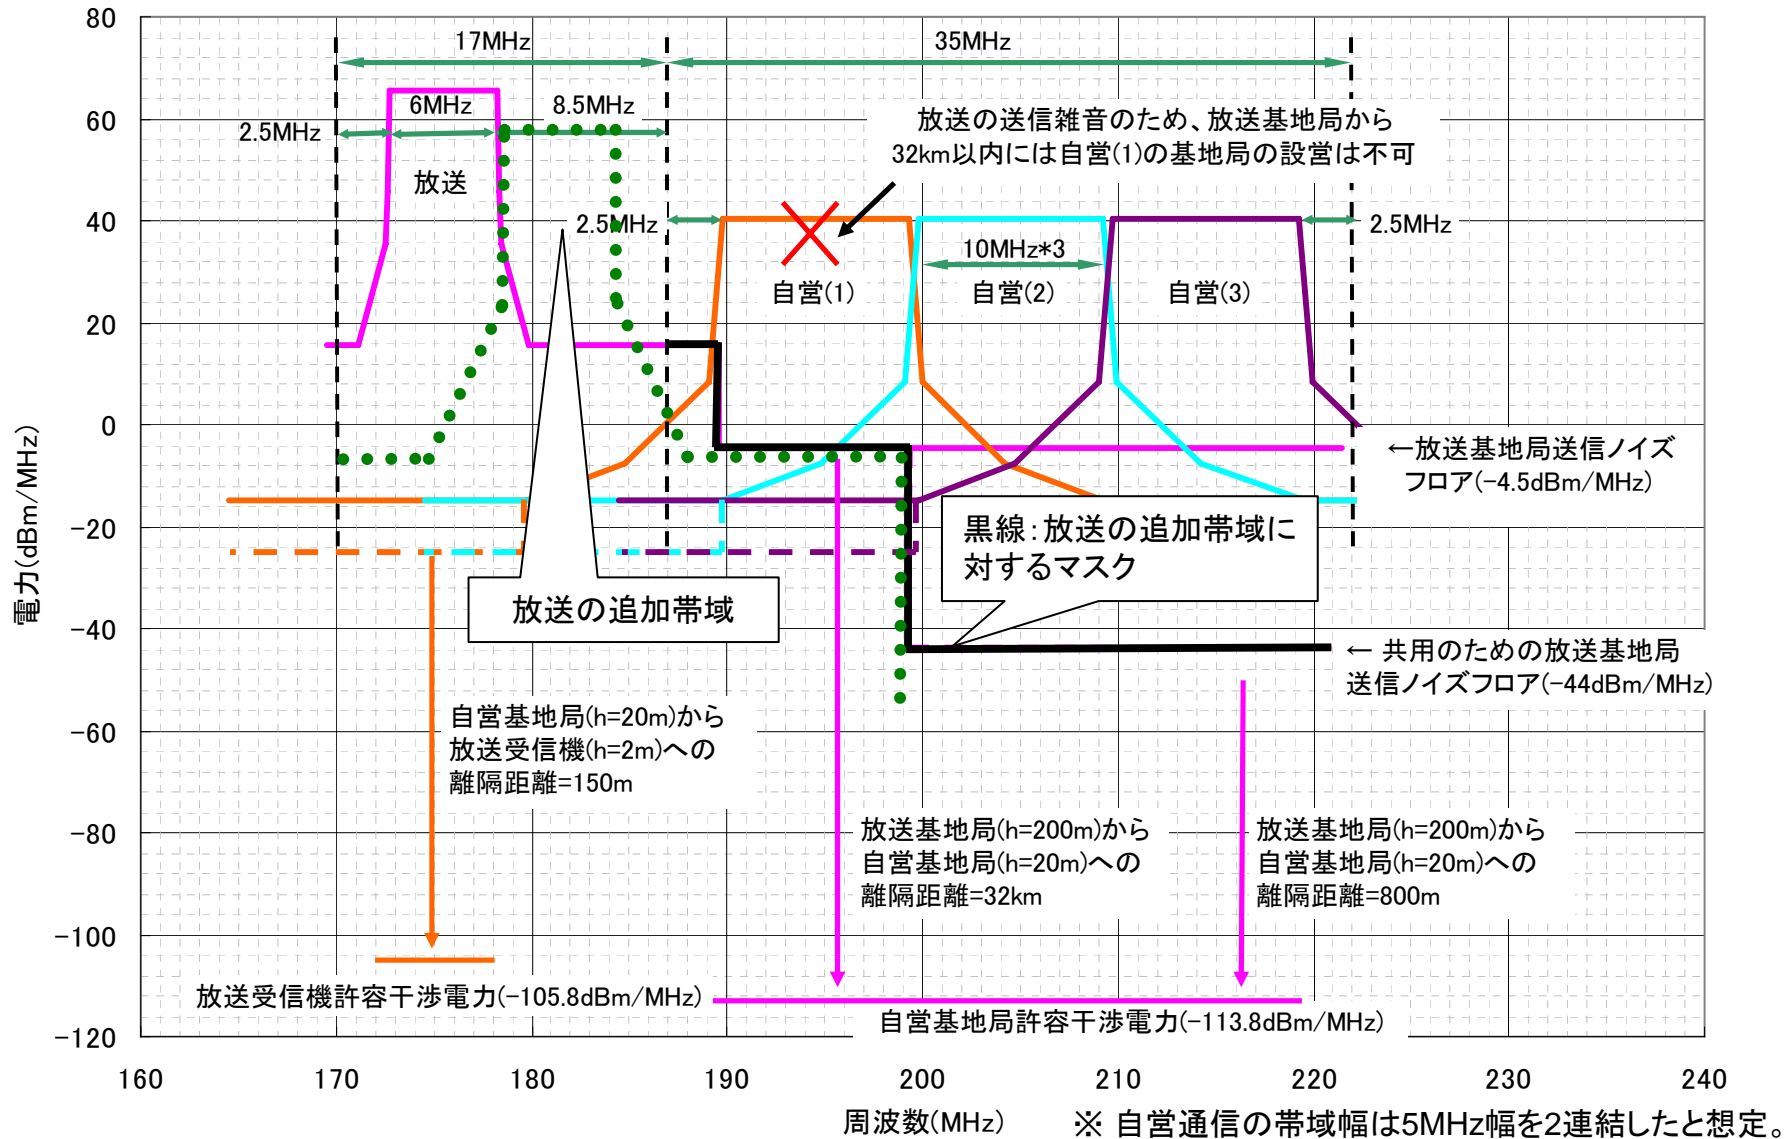 80
60
40
20
0
-20
-40
-60
-80
-100
-120
電力(dBm/MHz)
160
170
180
190
200
210
220
230
240
周波数(MHz)
17MHz
35MHz
2.5MHz
6MHz
8.5MHz
放送
放送の送信雑音のため、放送基地局から
32km以内には自営(1)の基地局の設営は不可
2.5MHz
10MHz*3
2.5MHz
自営(1)
自営(2)
自営(3)
←放送基地局送信ノイズ
フロア(-4.5dBm/MHz)
黒線：放送の追加帯域に
対するマスク
放送の追加帯域
← 共用のための放送基地局
送信ノイズフロア(-44dBm/MHz)
自営基地局(h=20m)から
放送受信機(h=2m)への
離隔距離=150m
放送基地局(h=200m)から
自営基地局(h=20m)への
離隔距離=32km
放送基地局(h=200m)から
自営基地局(h=20m)への
離隔距離=800m
放送受信機許容干渉電力(-105.8dBm/MHz)
自営基地局許容干渉電力(-113.8dBm/MHz)
※ 自営通信の帯域幅は5MHz幅を2連結したと想定。